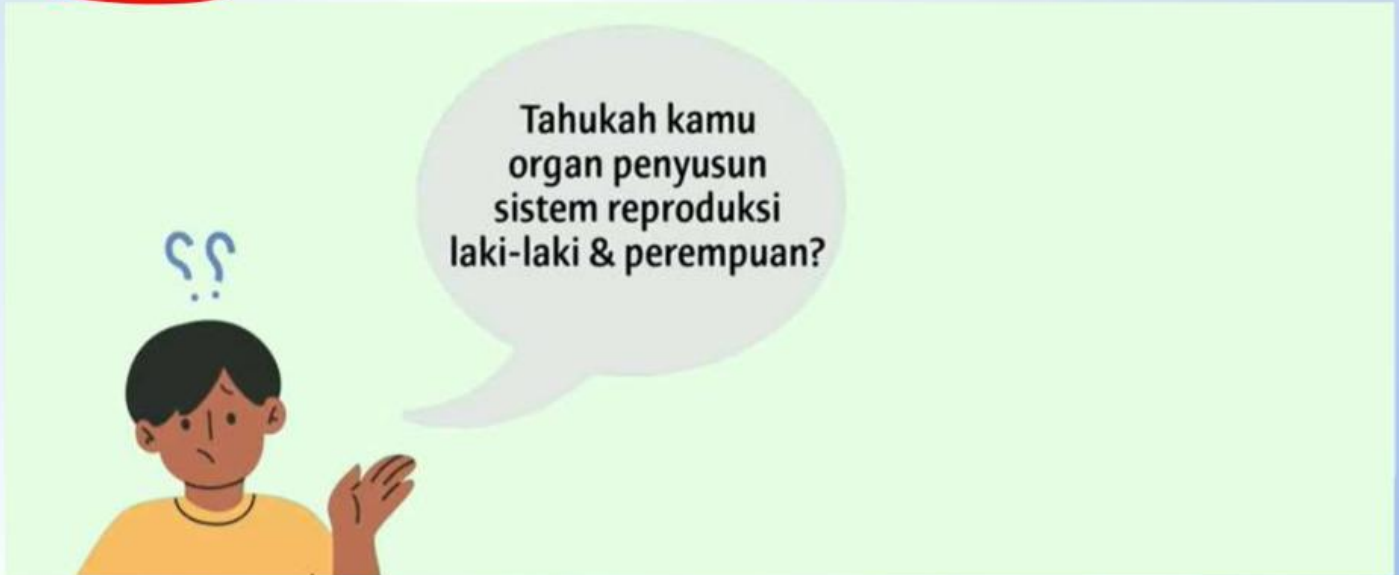 Tahukah kamu
organ penyusun
sistem reproduksi
laki-laki & perempuan?